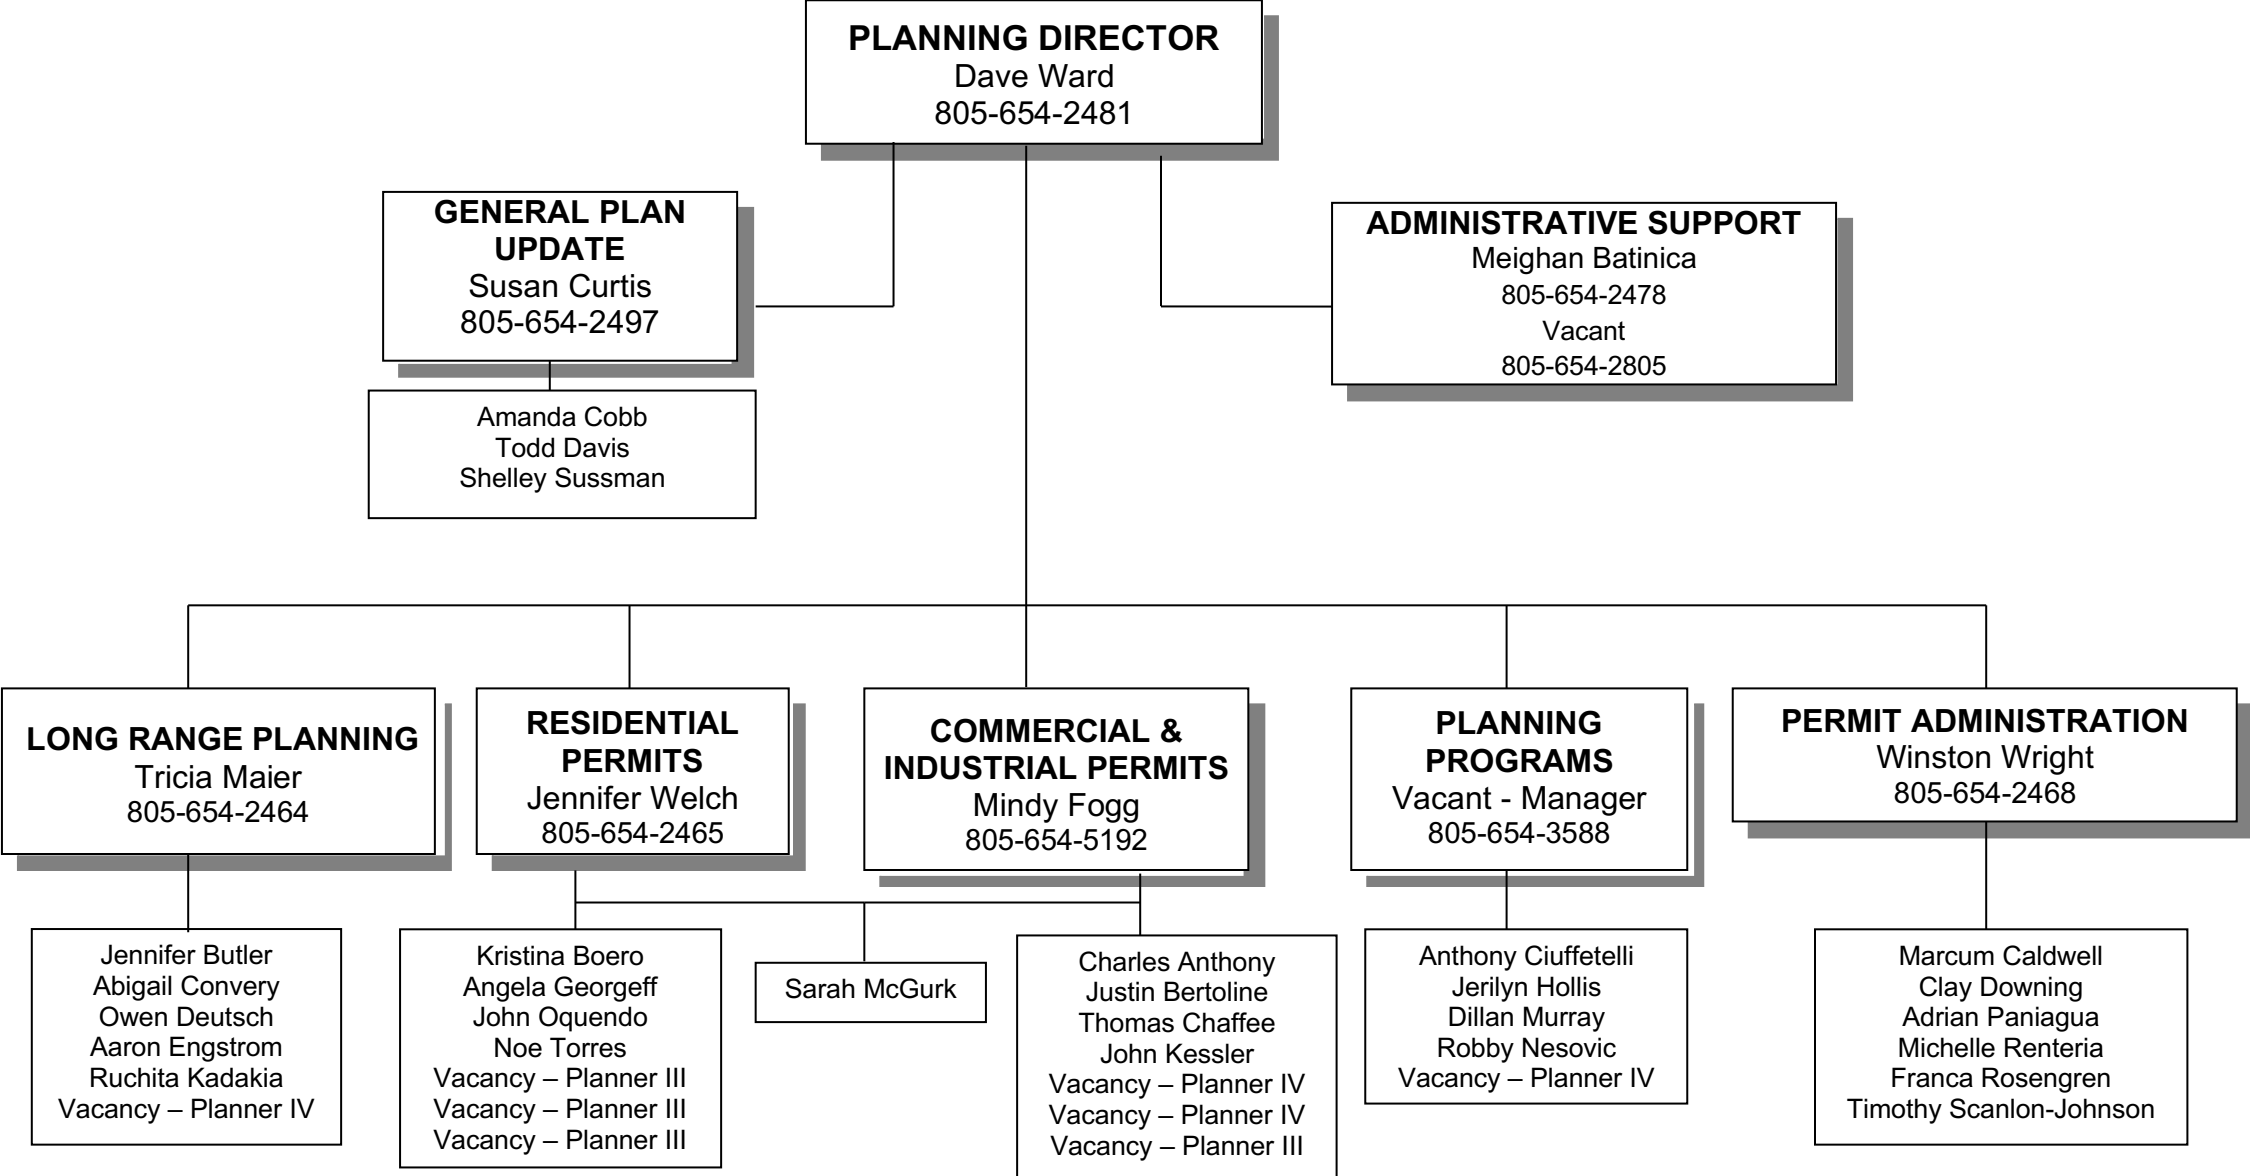 PLANNING DIRECTOR
Dave Ward
805-654-2481
GENERAL PLAN
UPDATE
Susan Curtis
805-654-2497
ADMINISTRATIVE SUPPORT
Meighan Batinica
805-654-2478
Vacant
805-654-2805
Amanda Cobb
Todd Davis
Shelley Sussman
LONG RANGE PLANNING
Tricia Maier
805-654-2464
RESIDENTIAL
PERMITS
Jennifer Welch
805-654-2465
COMMERCIAL &
INDUSTRIAL PERMITS
Mindy Fogg
805-654-5192
PLANNING
PROGRAMS
Vacant - Manager
805-654-3588
PERMIT ADMINISTRATION
Winston Wright
805-654-2468
Jennifer Butler
Abigail Convery
Owen Deutsch
Aaron Engstrom
Ruchita Kadakia
Vacancy – Planner IV
Kristina Boero
Angela Georgeff
John Oquendo
Noe Torres
Vacancy – Planner III
Vacancy – Planner III
Vacancy – Planner III
Sarah McGurk
Charles Anthony
Justin Bertoline
Thomas Chaffee
John Kessler
Vacancy – Planner IV
Vacancy – Planner IV
Vacancy – Planner III
Anthony Ciuffetelli
Jerilyn Hollis
Dillan Murray
Robby Nesovic
Vacancy – Planner IV
Marcum Caldwell
Clay Downing
Adrian Paniagua
Michelle Renteria
Franca Rosengren
Timothy Scanlon-Johnson